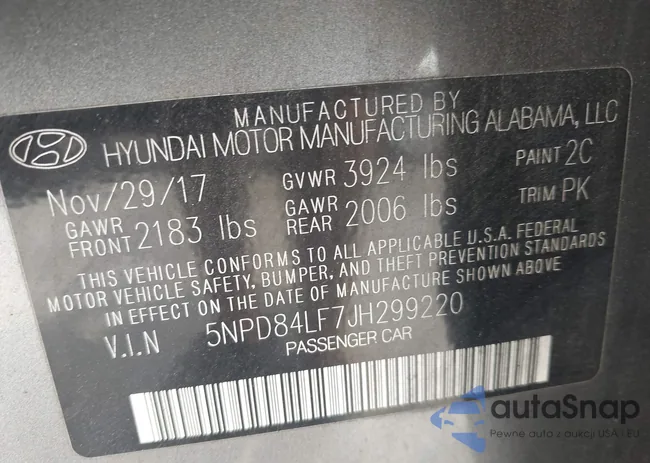 MANUFACTURED BY
HYUNDAI MOTOR MANUFACTURING ALABAMA, LLC
Nov/29/17 GVWR 3924 lbs PAINT 2C
GAWR FRONT 2183 lbs GAWR REAR 2006 lbs TRIM PK
THIS VEHICLE CONFORMS TO ALL APPLICABLE U.S.A. FEDERAL
MOTOR VEHICLE SAFETY, BUMPER, AND THEFT PREVENTION STANDARDS
IN EFFECT ON THE DATE OF MANUFACTURE SHOWN ABOVE
V.I.N 5NPD84LF7JH299220
PASSENGER CAR
autaSnap
Pewne auto z aukcji USA - EU